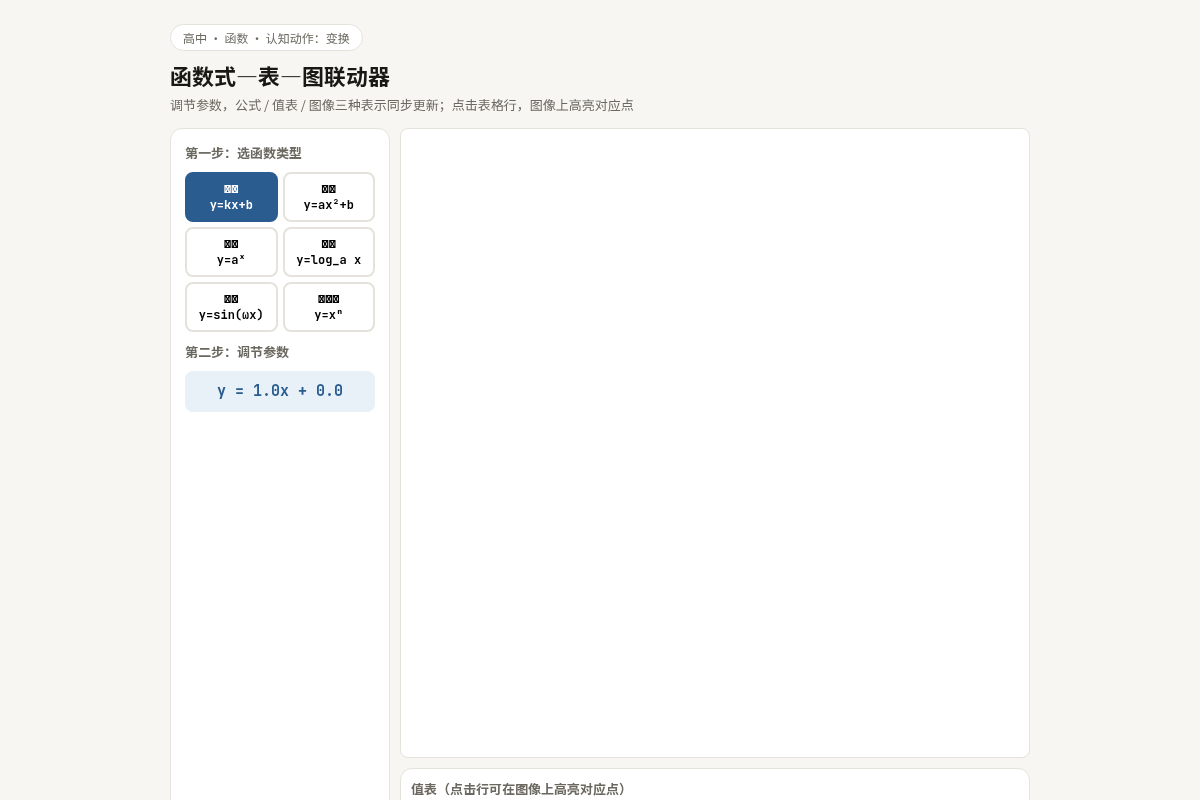 高中 · 函数 · 认知动作：变换
函数式—表—图联动器
调节参数，公式 / 值表 / 图像三种表示同步更新；点击表格行，图像上高亮对应点
第一步：选函数类型
y=kx+b
y=ax²+b
y=aˣ
y=log_a x
y=sin(ωx)
y=xⁿ
第二步：调节参数
y = 1.0x + 0.0
值表（点击行可在图像上高亮对应点）